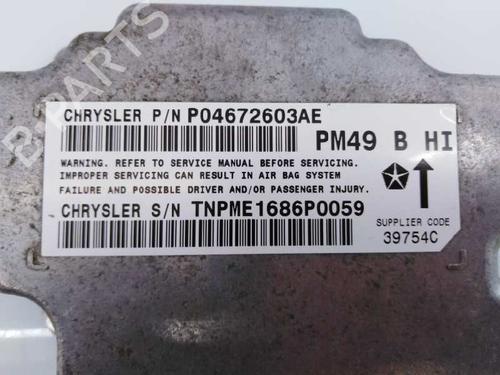 B-PARTS
CHRYSLER P/N P04672603AE
PM49 B HI
WARNING. REFER TO SERVICE MANUAL BEFORE SERVICING.
IMPROPER SERVICING CAN RESULT IN AIR BAG SYSTEM
FAILURE AND POSSIBLE DRIVER AND/OR PASSENGER INJURY.
CHRYSLER S/N TNPME1686P0059
SUPPLIER CODE
39754C